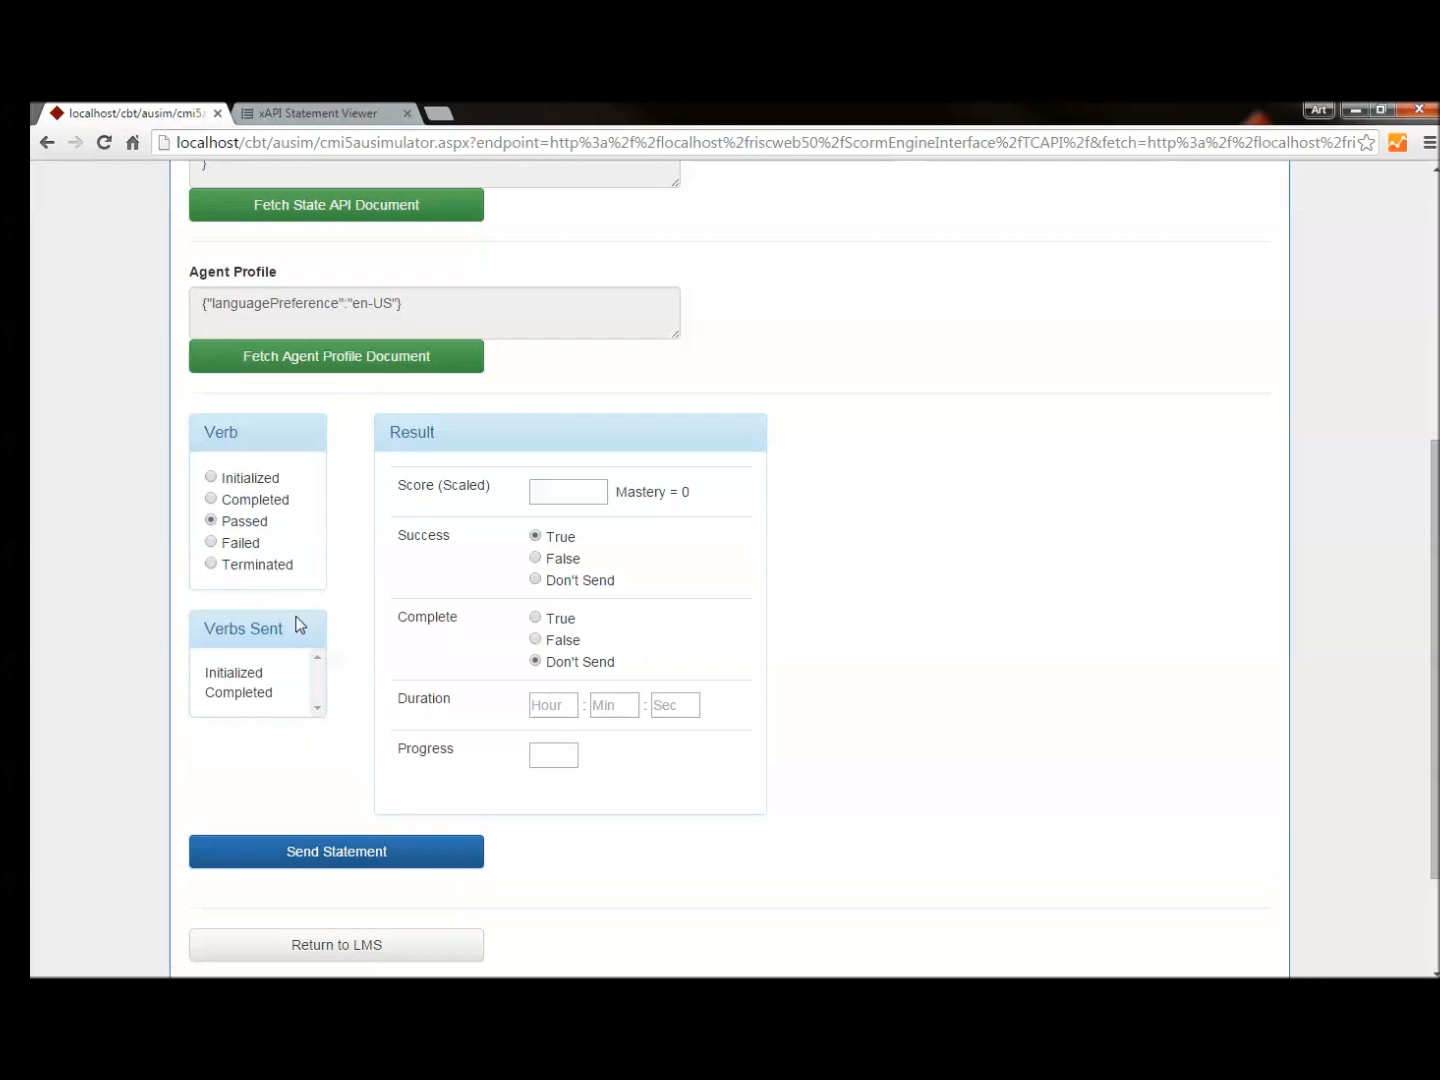 localhost/cbt/ausim/cmi5a
xAPI Statement Viewer
Art
localhost/cbt/ausim/cmi5ausimulator.aspx?endpoint=http%3a%2f%2flocalhost%2friscweb50%2fScormEngineInterface%2fTCAPI%2f&fetch=http%3a%2f%2flocalhost%2fri
}
Fetch State API Document
Agent Profile
{"languagePreference":"en-US"}
Fetch Agent Profile Document
Verb
Initialized
Completed
Passed
Failed
Terminated
Verbs Sent
Initialized
Completed
Result
Score (Scaled)
Mastery = 0
Success
True
False
Don't Send
Complete
True
False
Don't Send
Duration
Hour : Min : Sec
Progress
Send Statement
Return to LMS